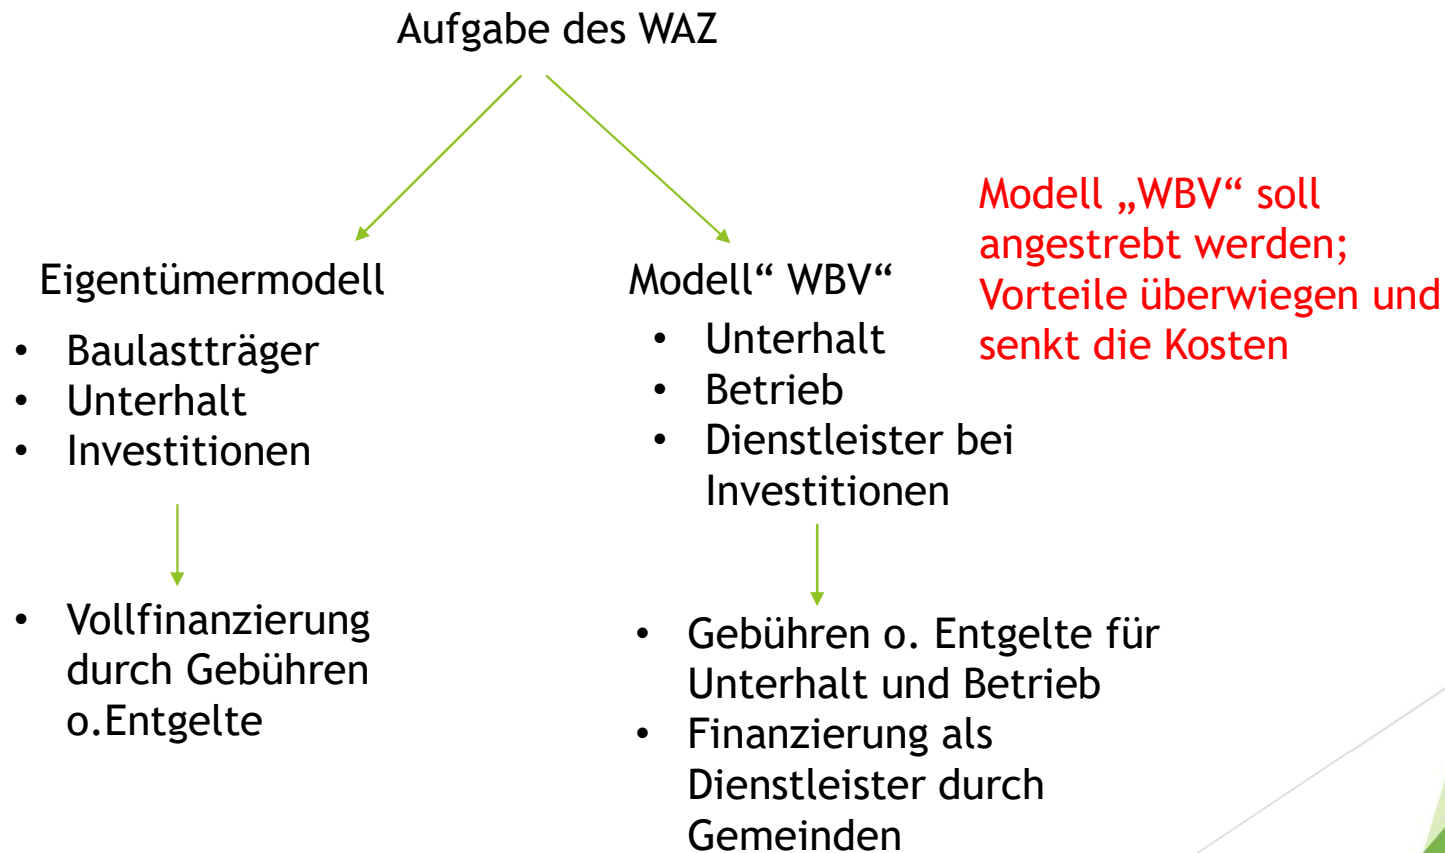 Aufgabe des WAZ
Eigentümermodell
• Baulastträger
• Unterhalt
• Investitionen
• Vollfinanzierung
durch Gebühren
o.Entgelte
Modell“ WBV“
• Unterhalt
• Betrieb
• Dienstleister bei
Investitionen
• Gebühren o. Entgelte für
Unterhalt und Betrieb
• Finanzierung als
Dienstleister durch
Gemeinden
Modell „WBV“ soll
angestrebt werden;
Vorteile überwiegen und
senkt die Kosten